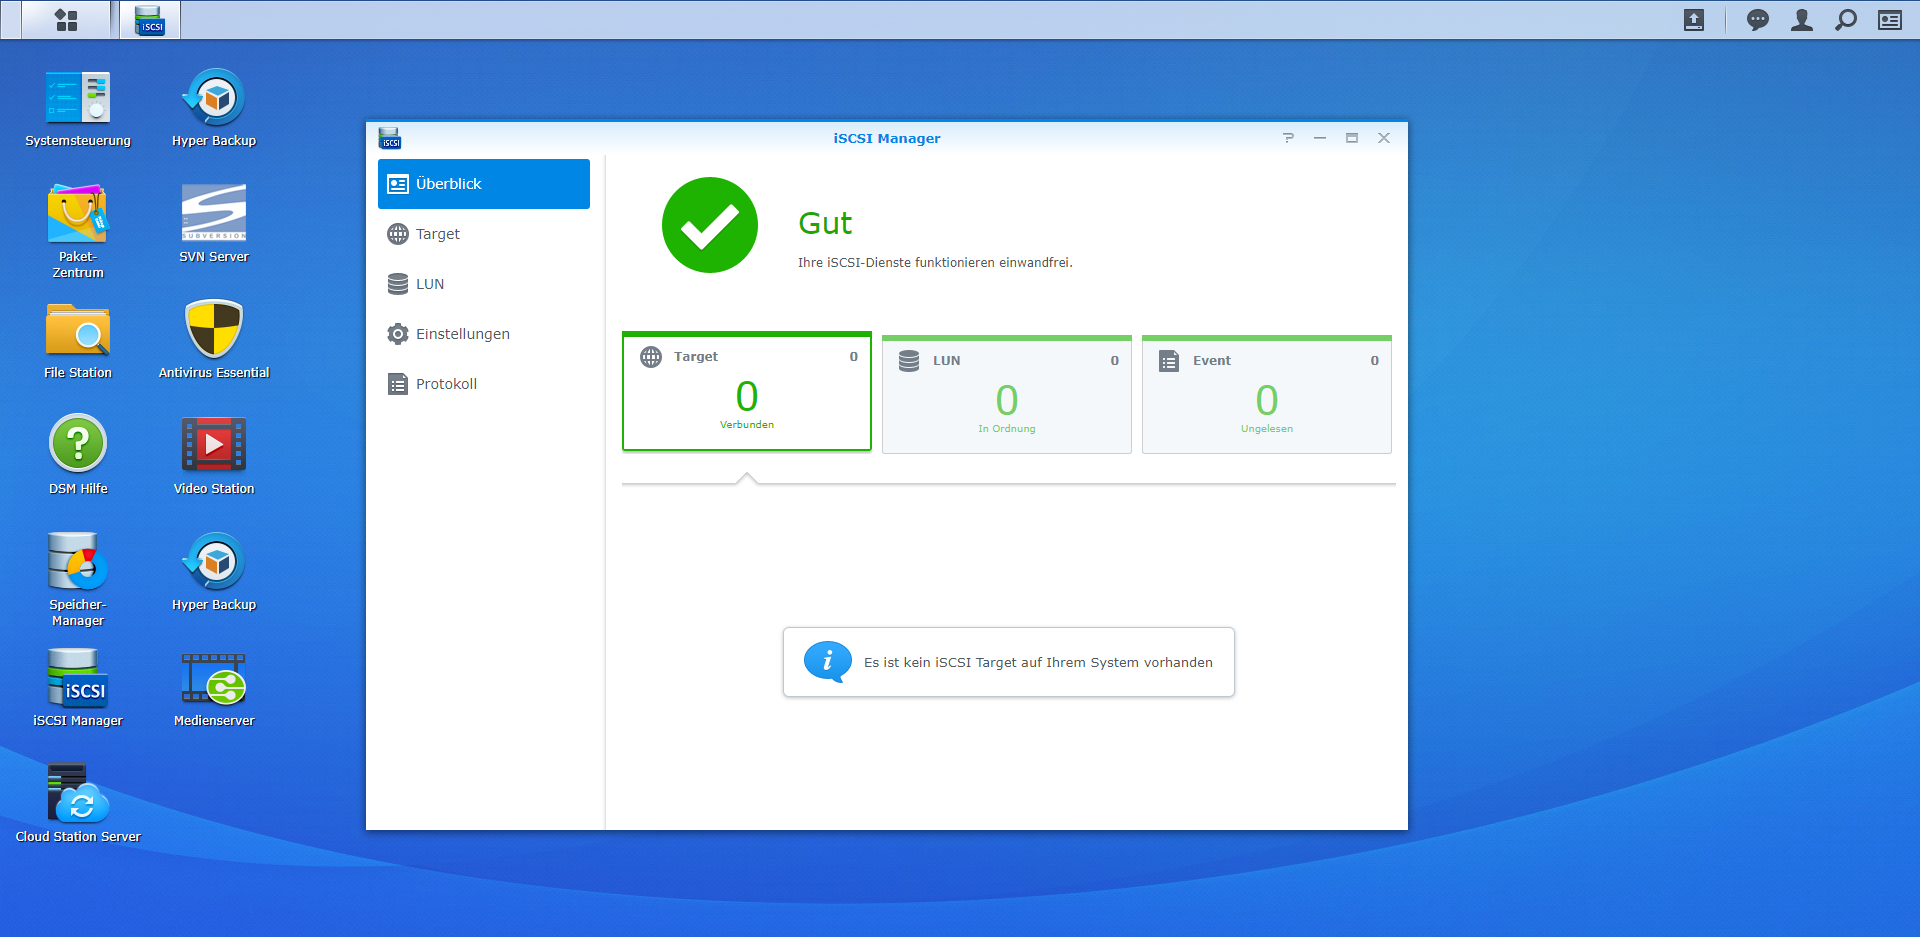 iSCSI
Systemsteuerung
Hyper Backup
Paket-
Zentrum
SUBVERSION
SVN Server
File Station
Antivirus Essential
?
DSM Hilfe
Video Station
Speicher-
Manager
Hyper Backup
iSCSI
iSCSI Manager
Medienserver
Cloud Station Server
iSCSI
iSCSI Manager
Überblick
Target
LUN
Einstellungen
Protokoll
Gut
Ihre iSCSI-Dienste funktionieren einwandfrei.
Target 0
0
Verbunden
LUN 0
0
In Ordnung
Event 0
0
Ungelesen
i
Es ist kein iSCSI Target auf Ihrem System vorhanden